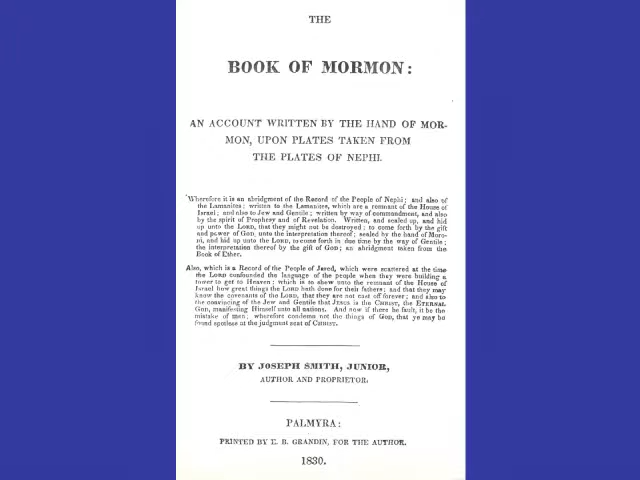 THE
BOOK OF MORMON:
AN ACCOUNT WRITTEN BY THE HAND OF MOR-
MON, UPON PLATES TAKEN FROM
THE PLATES OF NEPHI.
Wherefore it is an abridgment of the Record of the People of Nephi; and also of
the Lamanites; written to the Lamanites, which are a remnant of the House of
Israel; and also to Jew and Gentile; written by way of commandment, and also
by the spirit of Prophesy and of Revelation. Written, and sealed up, and hid
up unto the LORD, that they might not be destroyed; to come forth by the gift
and power of GOD, unto the interpretation thereof; sealed by the hand of Moro-
ni, and hid up unto the LORD, to come forth in due time by the way of Gentile;
the interpretation thereof by the gift of GOD; an abridgment taken from the
Book of Ether.
Also, which is a Record of the People of Jared, which were scattered at the time
the LORD confounded the language of the people when they were building a
tower to get to Heaven: which is to shew unto the remnant of the House of
Israel how great things the LORD hath done for their fathers; and that they may
know the covenants of the LORD, that they are not cast off forever; and also to
the convincing of the Jew and Gentile that JESUS is the CHRIST, the ETERNAL
GOD, manifesting Himself unto all nations. And now if there be fault, it be the
mistake of men; wherefore condemn not the things of GOD, that ye may be
found spotless at the judgment seat of CHRIST.
BY JOSEPH SMITH, JUNIOR,
AUTHOR AND PROPRIETOR.
PALMYRA:
PRINTED BY E. B. GRANDIN, FOR THE AUTHOR.
1830.